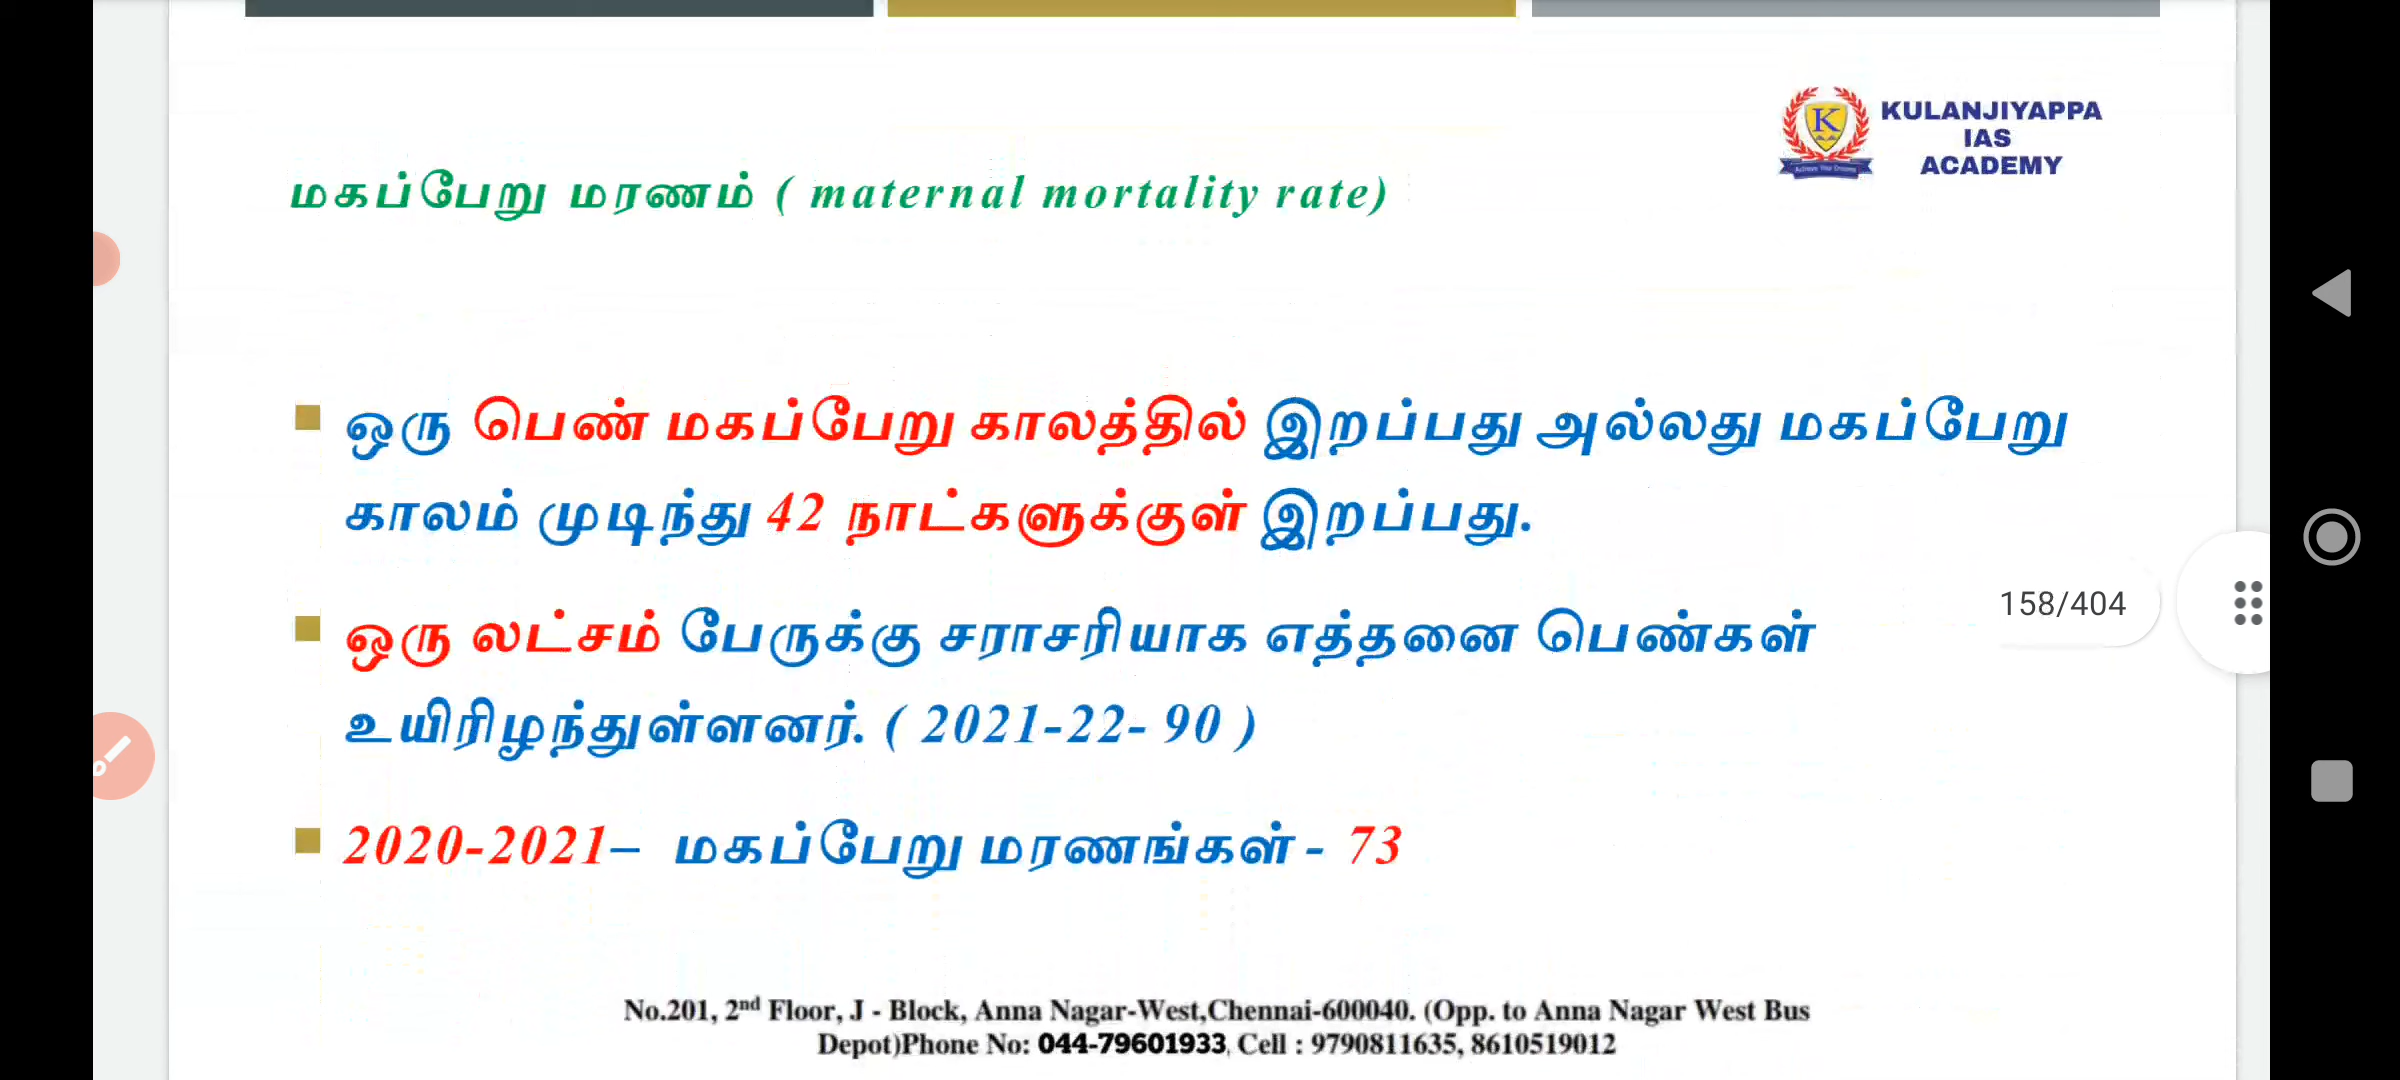 KULANJIYAPPA
IAS
ACADEMY
மகப்பேறு மரணம் ( maternal mortality rate)
ஒரு பெண் மகப்பேறு காலத்தில் இறப்பது அல்லது மகப்பேறு
காலம் முடிந்து 42 நாட்களுக்குள் இறப்பது.
158/404
ஒரு லட்சம் பேருக்கு சராசரியாக எத்தனை பெண்கள்
உயிரிழந்துள்ளனர். ( 2021-22- 90 )
2020-2021– மகப்பேறு மரணங்கள் - 73
No.201, 2nd Floor, J - Block, Anna Nagar-West,Chennai-600040. (Opp. to Anna Nagar West Bus
Depot)Phone No: 044-79601933, Cell : 9790811635, 8610519012